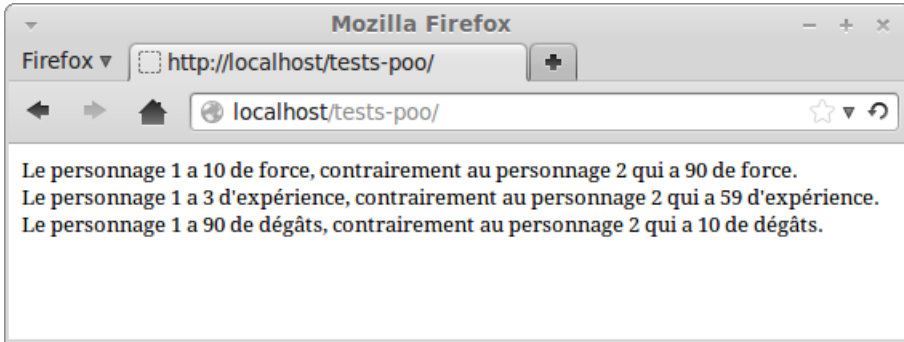 Mozilla Firefox
Firefox
http://localhost/tests-poo/
localhost/tests-poo/
Le personnage 1 a 10 de force, contrairement au personnage 2 qui a 90 de force.
Le personnage 1 a 3 d'expérience, contrairement au personnage 2 qui a 59 d'expérience.
Le personnage 1 a 90 de dégâts, contrairement au personnage 2 qui a 10 de dégâts.